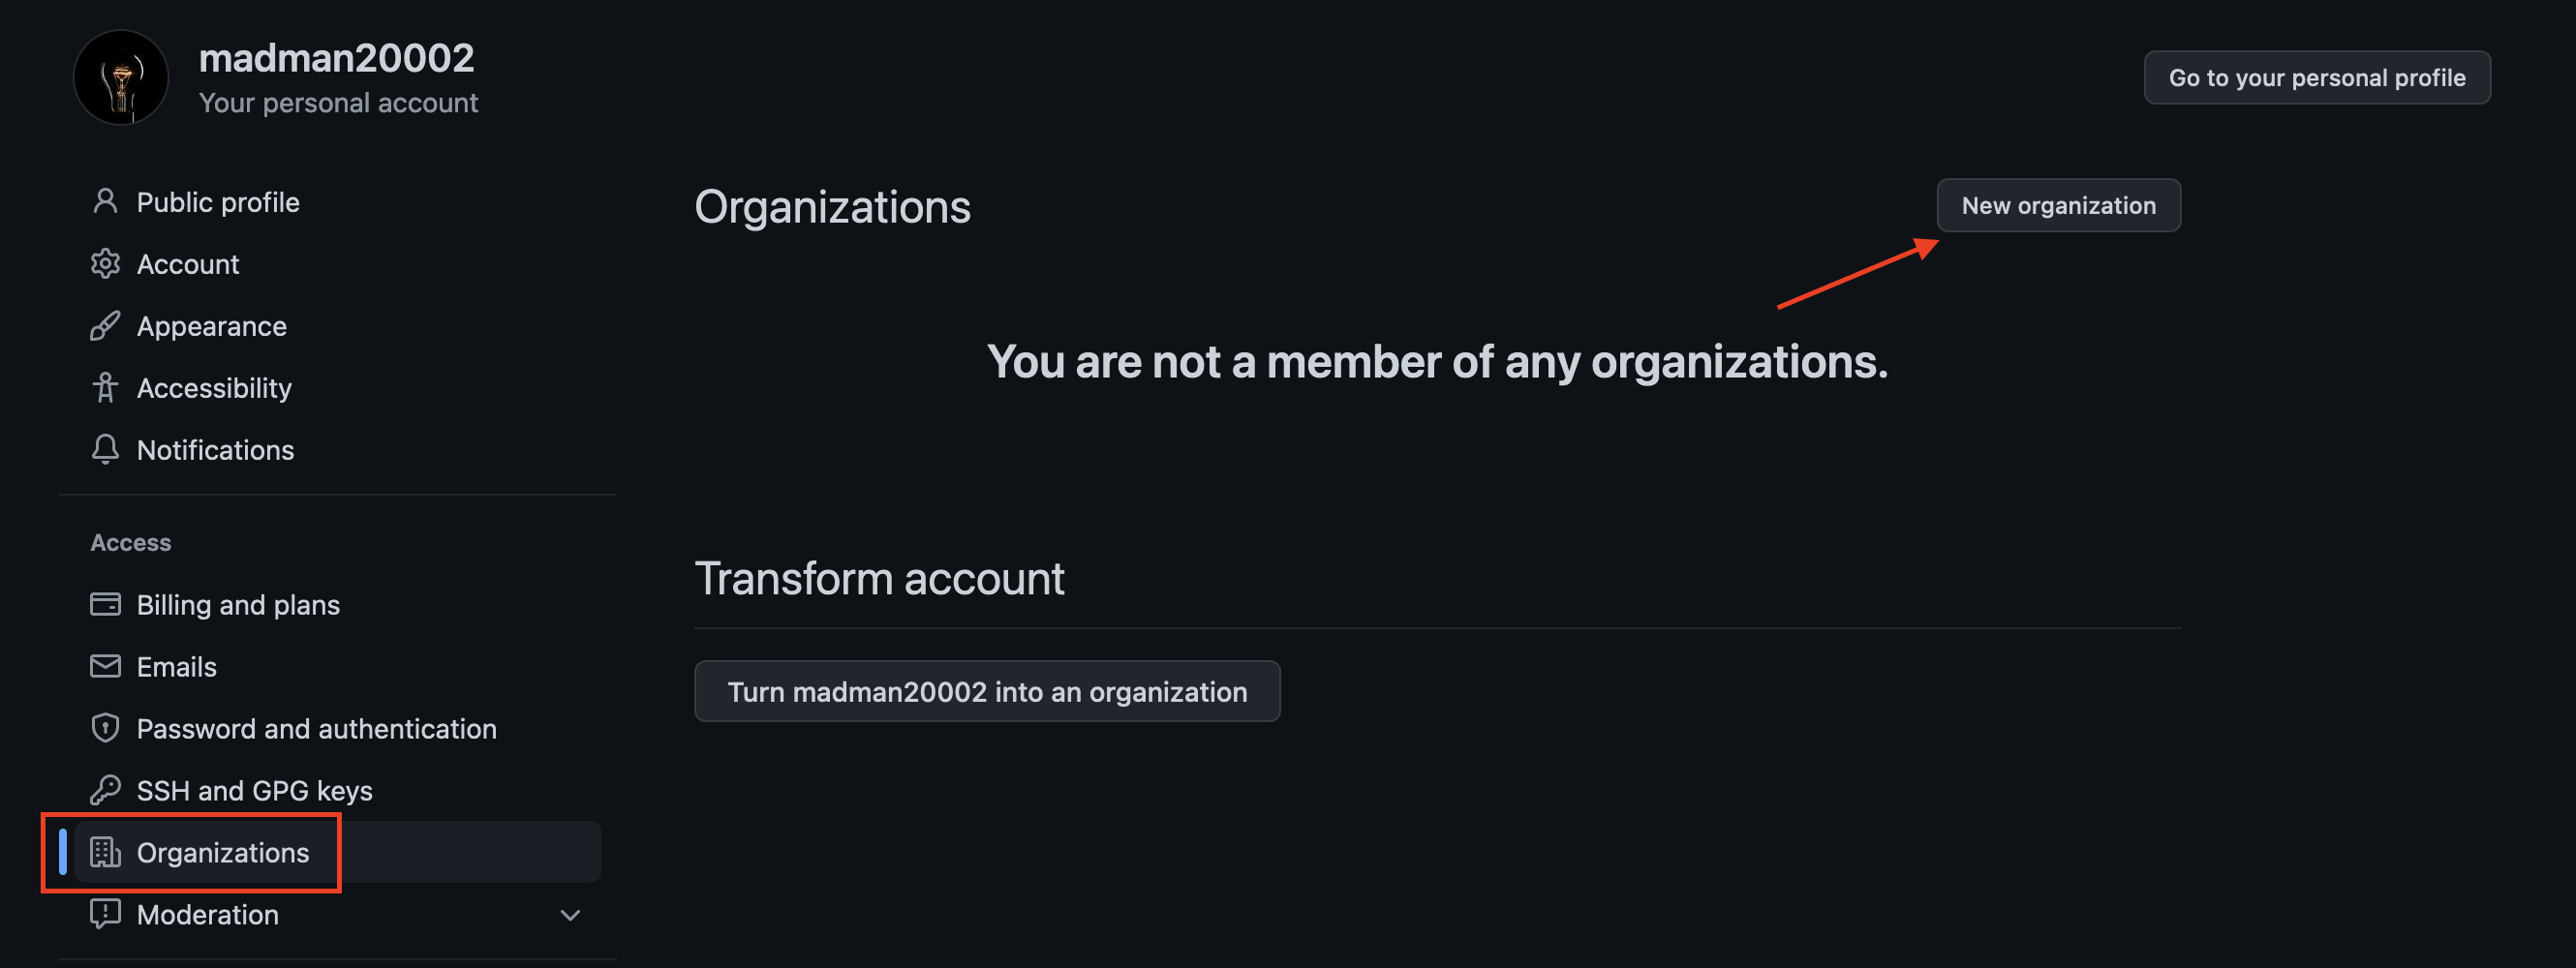 madman20002
Your personal account
Go to your personal profile
Public profile
Account
Appearance
Accessibility
Notifications
Access
Billing and plans
Emails
Password and authentication
SSH and GPG keys
Organizations
Moderation
Organizations
New organization
You are not a member of any organizations.
Transform account
Turn madman20002 into an organization